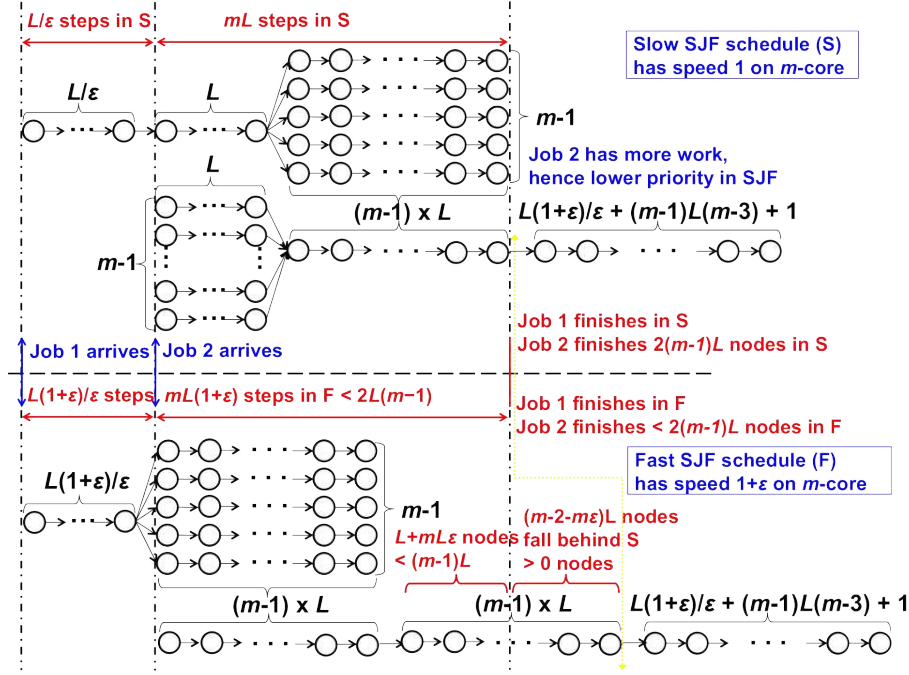 L/ε steps in S
mL steps in S
Slow SJF schedule (S)
has speed 1 on m-core
L/ε
L
m-1
Job 2 has more work,
hence lower priority in SJF
L
(m-1) x L
L(1+ε)/ε + (m-1)L(m-3) + 1
m-1
Job 1 finishes in S
Job 2 finishes 2(m-1)L nodes in S
Job 1 arrives
Job 2 arrives
L(1+ε)/ε steps
mL(1+ε) steps in F < 2L(m−1)
Job 1 finishes in F
Job 2 finishes < 2(m-1)L nodes in F
Fast SJF schedule (F)
has speed 1+ε on m-core
L(1+ε)/ε
m-1
L+mLε nodes
< (m-1)L
(m-2-mε)L nodes
fall behind S
> 0 nodes
(m-1) x L
(m-1) x L
L(1+ε)/ε + (m-1)L(m-3) + 1